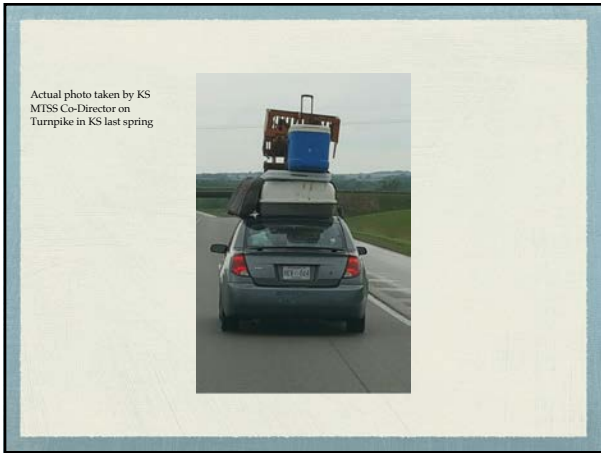 Actual photo taken by KS
MTSS Co-Director on
Turnpike in KS last spring